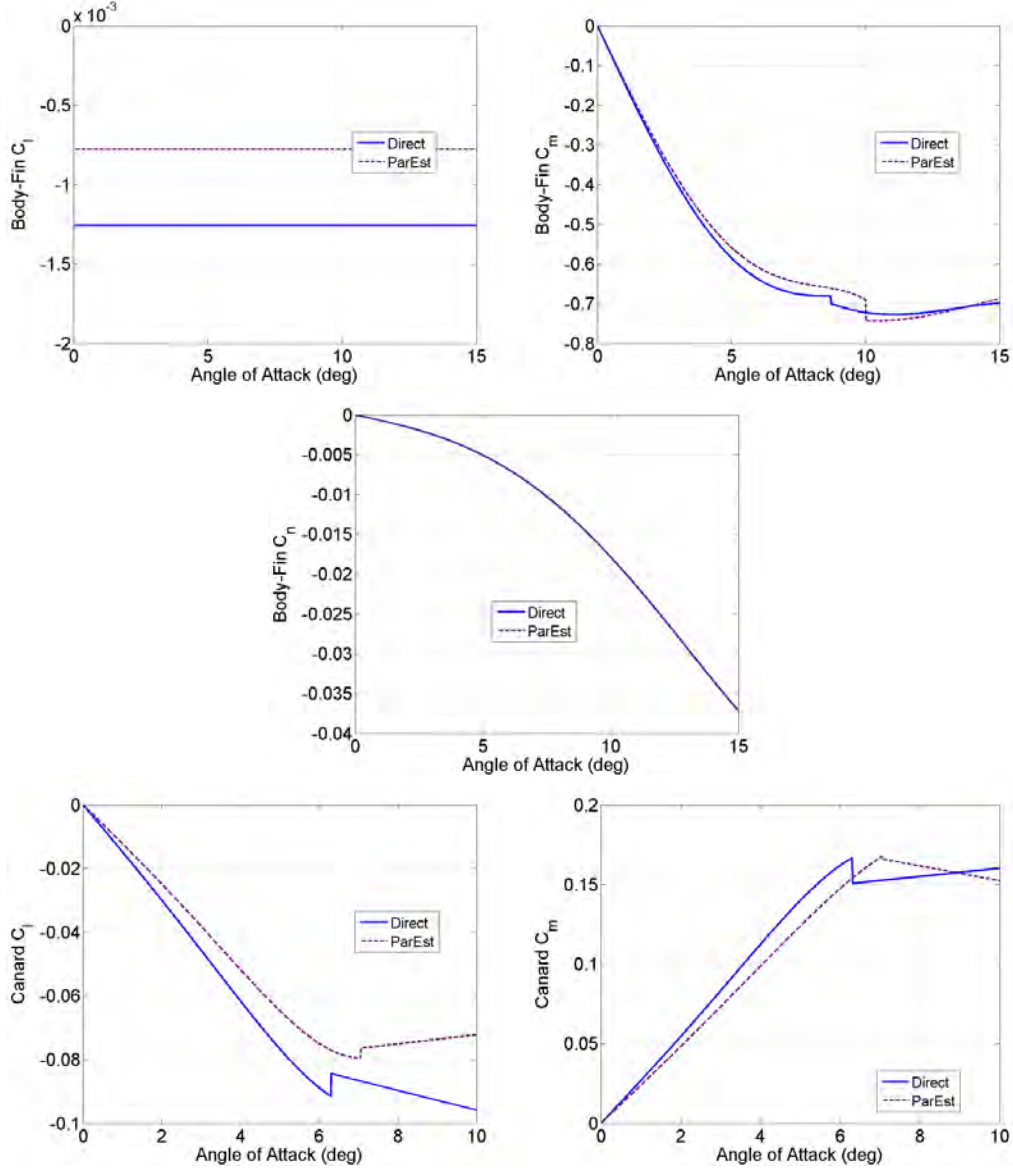 × 10⁻³
0
-0.5
-1
-1.5
-2
0 5 10 15
Angle of Attack (deg)
Body-Fin Cₗ
Direct
ParEst
0
-0.1
-0.2
-0.3
-0.4
-0.5
-0.6
-0.7
-0.8
0 5 10 15
Angle of Attack (deg)
Body-Fin Cₘ
Direct
ParEst
0
-0.005
-0.01
-0.015
-0.02
-0.025
-0.03
-0.035
-0.04
0 5 10 15
Angle of Attack (deg)
Body-Fin Cₙ
Direct
ParEst
0
-0.02
-0.04
-0.06
-0.08
-0.1
0 2 4 6 8 10
Angle of Attack (deg)
Canard Cₗ
Direct
ParEst
0.2
0.15
0.1
0.05
0
0 2 4 6 8 10
Angle of Attack (deg)
Canard Cₘ
Direct
ParEst